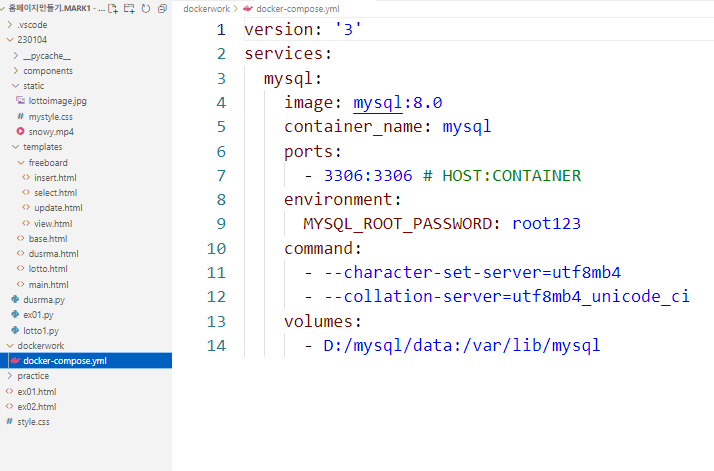 홈페이지만들기.MARK1 - ...
.vscode
230104
__pycache__
components
static
lottoimage.jpg
mystyle.css
snowy.mp4
templates
freeboard
insert.html
select.html
update.html
view.html
base.html
dusrma.html
lotto.html
main.html
dusrma.py
ex01.py
lotto1.py
dockerwork
docker-compose.yml
practice
ex01.html
ex02.html
style.css
dockerwork > docker-compose.yml
1 version: '3'
2 services:
3   mysql:
4     image: mysql:8.0
5     container_name: mysql
6     ports:
7       - 3306:3306 # HOST:CONTAINER
8     environment:
9       MYSQL_ROOT_PASSWORD: root123
10     command:
11       - --character-set-server=utf8mb4
12       - --collation-server=utf8mb4_unicode_ci
13     volumes:
14       - D:/mysql/data:/var/lib/mysql